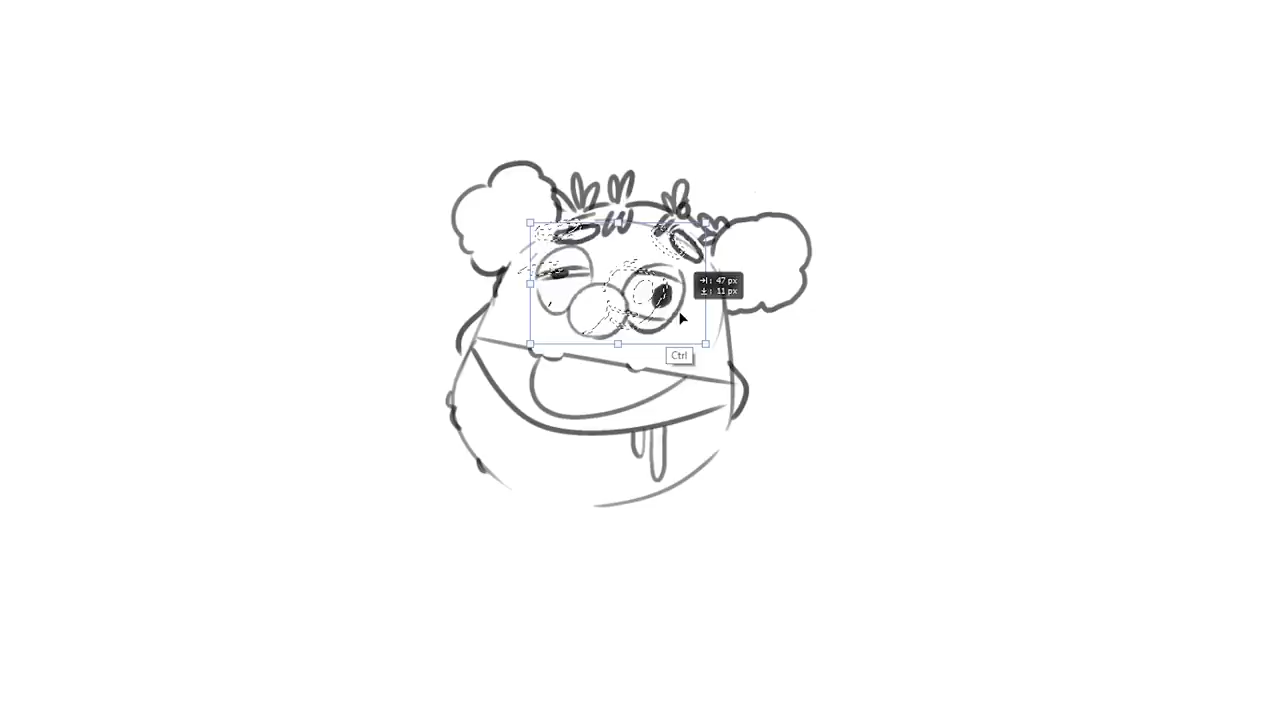 →|: 47 px
↓: 11 px
Ctrl